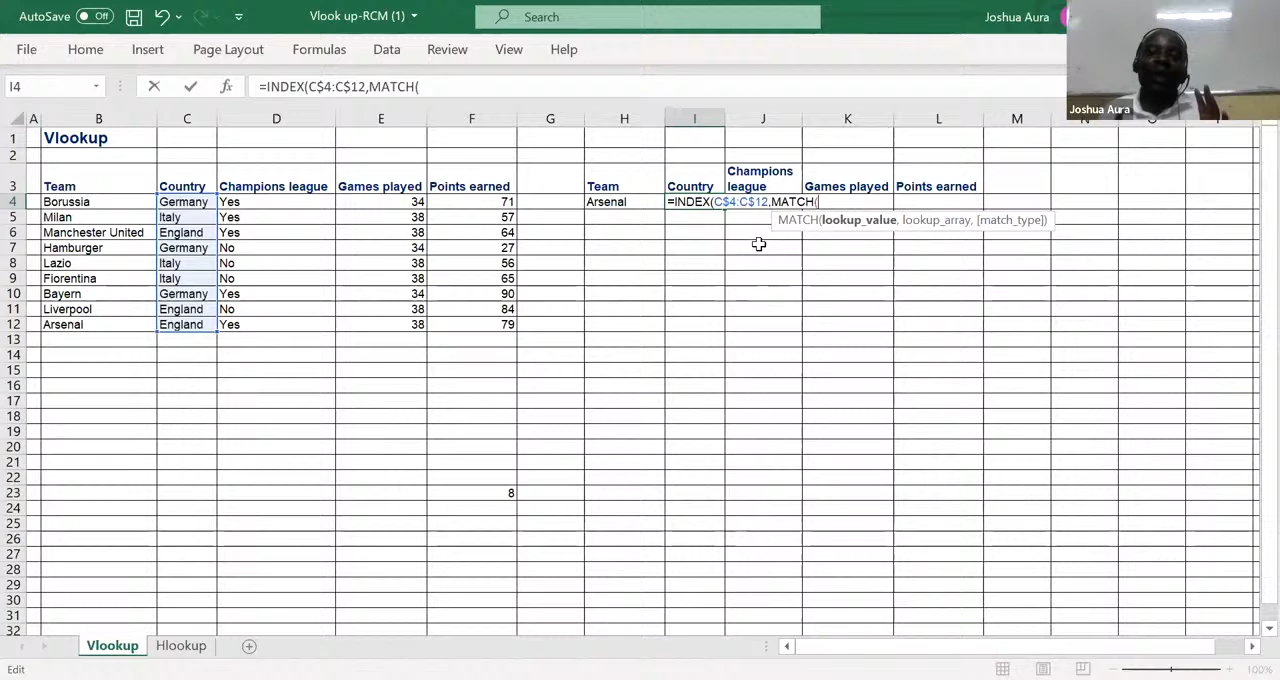 AutoSave Off Vlook up-RCM (1) Search Joshua Aura
File Home Insert Page Layout Formulas Data Review View Help
I4 fx =INDEX(C$4:C$12,MATCH(
Joshua Aura
A B C D E F G H I J K L M N O P
1 Vlookup
2
3 Team Country Champions league Games played Points earned Team Country Champions league Games played Points earned
4 Borussia Germany Yes 34 71 Arsenal =INDEX(C$4:C$12,MATCH(
MATCH(lookup_value, lookup_array, [match_type])
5 Milan Italy Yes 38 57
6 Manchester United England Yes 38 64
7 Hamburger Germany No 34 27
8 Lazio Italy No 38 56
9 Fiorentina Italy No 38 65
10 Bayern Germany Yes 34 90
11 Liverpool England No 38 84
12 Arsenal England Yes 38 79
13
14
15
16
17
18
19
20
21
22
23 8
24
25
26
27
28
29
30
31
32
Vlookup Hlookup
Edit 100%